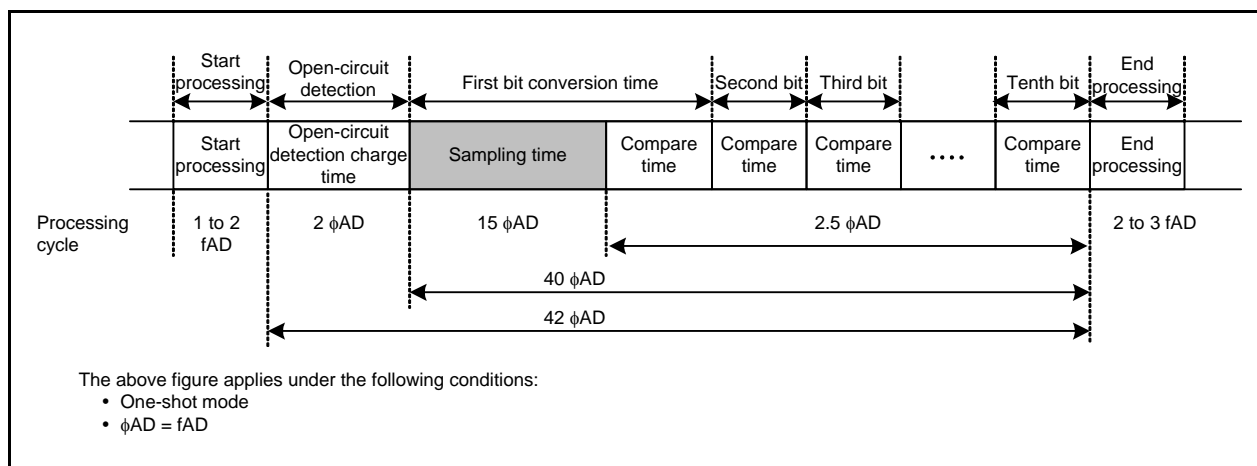 Start
processing
Open-circuit
detection
First bit conversion time
Second bit
Third bit
Tenth bit
End
processing
Start
processing
Open-circuit
detection charge
time
Sampling time
Compare
time
Compare
time
Compare
time
....
Compare
time
End
processing
Processing
cycle
1 to 2
fAD
2 ϕAD
15 ϕAD
2.5 ϕAD
2 to 3 fAD
40 ϕAD
42 ϕAD
The above figure applies under the following conditions:
• One-shot mode
• ϕAD = fAD